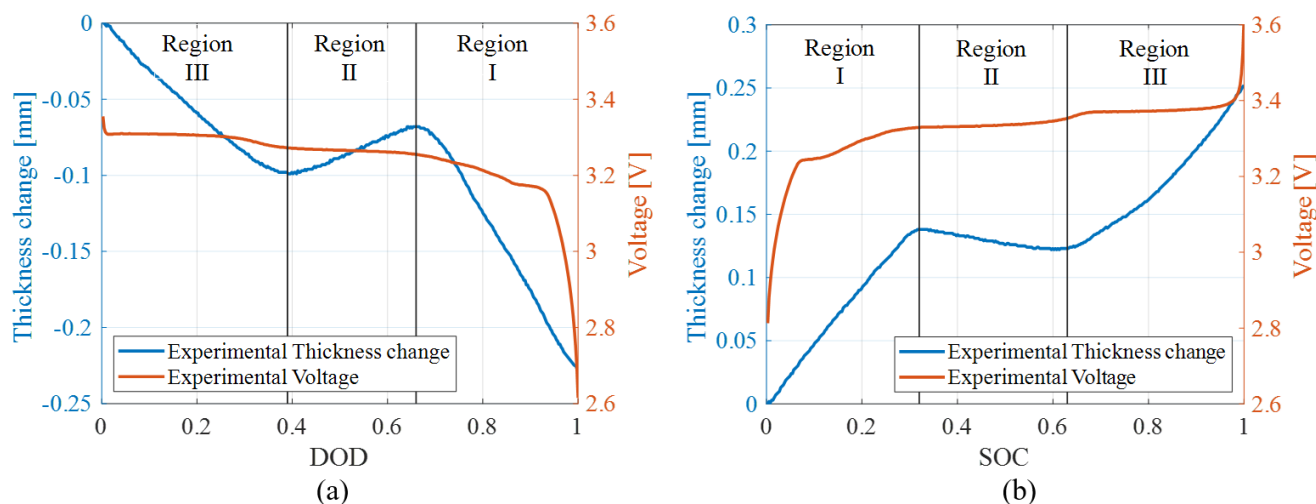 0
-0.05
-0.1
-0.15
-0.2
-0.25
Thickness change [mm]
Region
III
Region
II
Region
I
3.6
3.4
3.2
3
2.8
2.6
Voltage [V]
Experimental Thickness change
Experimental Voltage
0 0.2 0.4 0.6 0.8 1
DOD
(a)
0.3
0.25
0.2
0.15
0.1
0.05
0
Thickness change [mm]
Region
I
Region
II
Region
III
3.6
3.4
3.2
3
2.8
2.6
Voltage [V]
Experimental Thickness change
Experimental Voltage
0 0.2 0.4 0.6 0.8 1
SOC
(b)